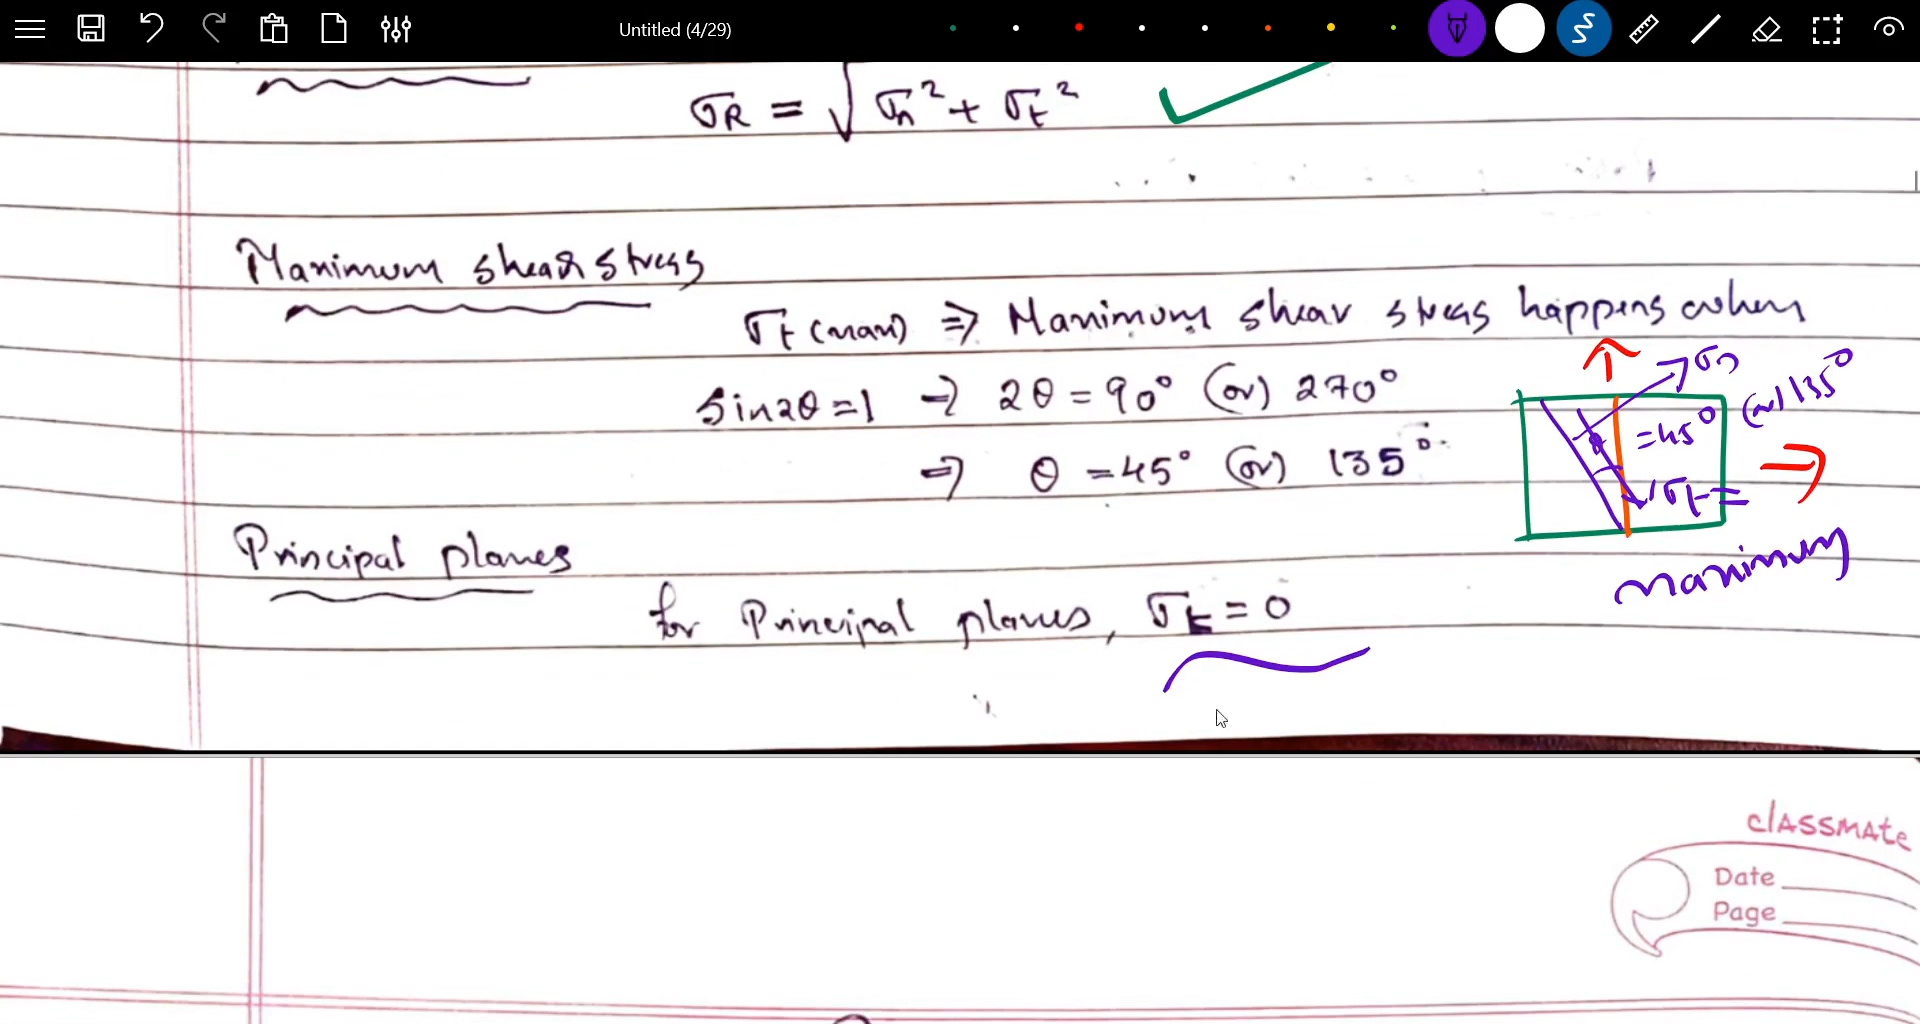 Untitled (4/29)
σR = √σn² + σt²
Maximum shear stress
σt (max) ⇒ Maximum shear stress happens when
sin2θ=1 ⇒ 2θ = 90° (or) 270°
⇒ θ = 45° (or) 135°
σn
=45° (or) 135°
σt =
maximum
Principal planes
for Principal planes, σt = 0
classmate
Date
Page